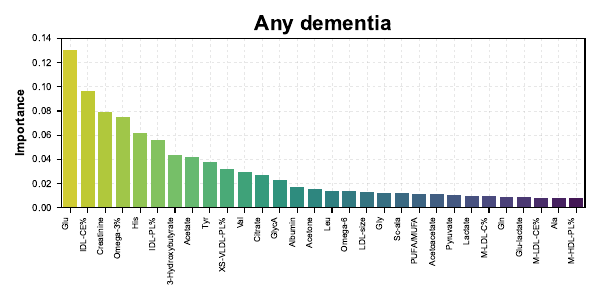 Any dementia
0.14
0.12
0.10
0.08
0.06
0.04
0.02
0.00
Importance
Glu
IDL-CE%
Creatinine
Omega-3%
His
IDL-PL%
3-Hydroxybutyrate
Acetate
Tyr
XS-VLDL-PL%
Val
Citrate
GlycA
Albumin
Acetone
Leu
Omega-6
LDL-size
Gly
Sc-ala
PUFA/MUFA
Acetoacetate
Pyruvate
Lactate
M-LDL-C%
Gln
Glu-lactate
M-LDL-CE%
Ala
M-HDL-PL%